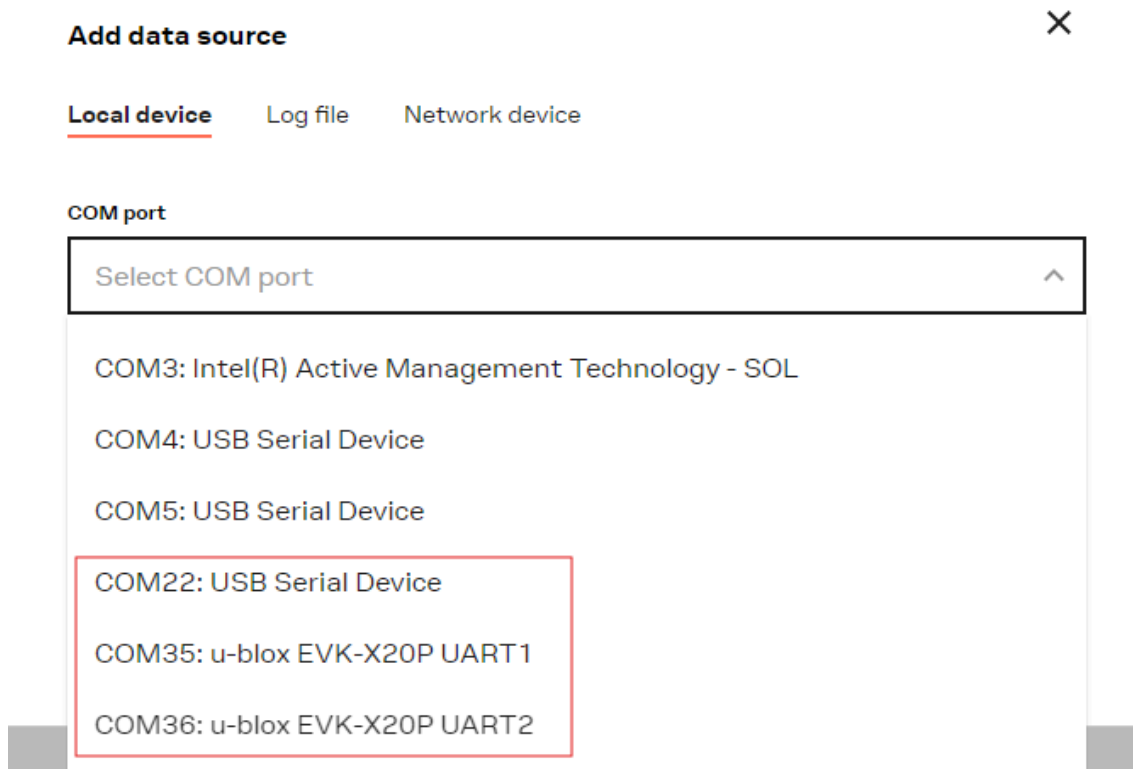 Add data source
Local device Log file Network device
COM port
Select COM port
COM3: Intel(R) Active Management Technology - SOL
COM4: USB Serial Device
COM5: USB Serial Device
COM22: USB Serial Device
COM35: u-blox EVK-X20P UART1
COM36: u-blox EVK-X20P UART2